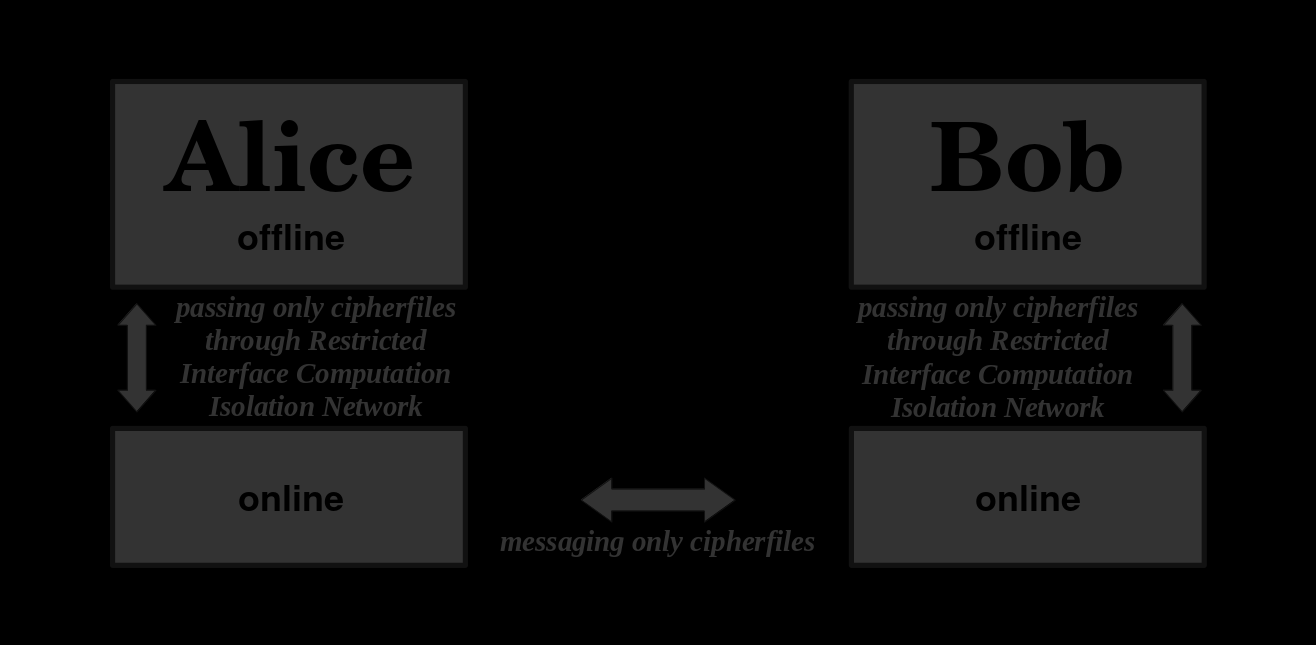 Alice
offline
passing only cipherfiles
through Restricted
Interface Computation
Isolation Network
online
messaging only cipherfiles
Bob
offline
passing only cipherfiles
through Restricted
Interface Computation
Isolation Network
online